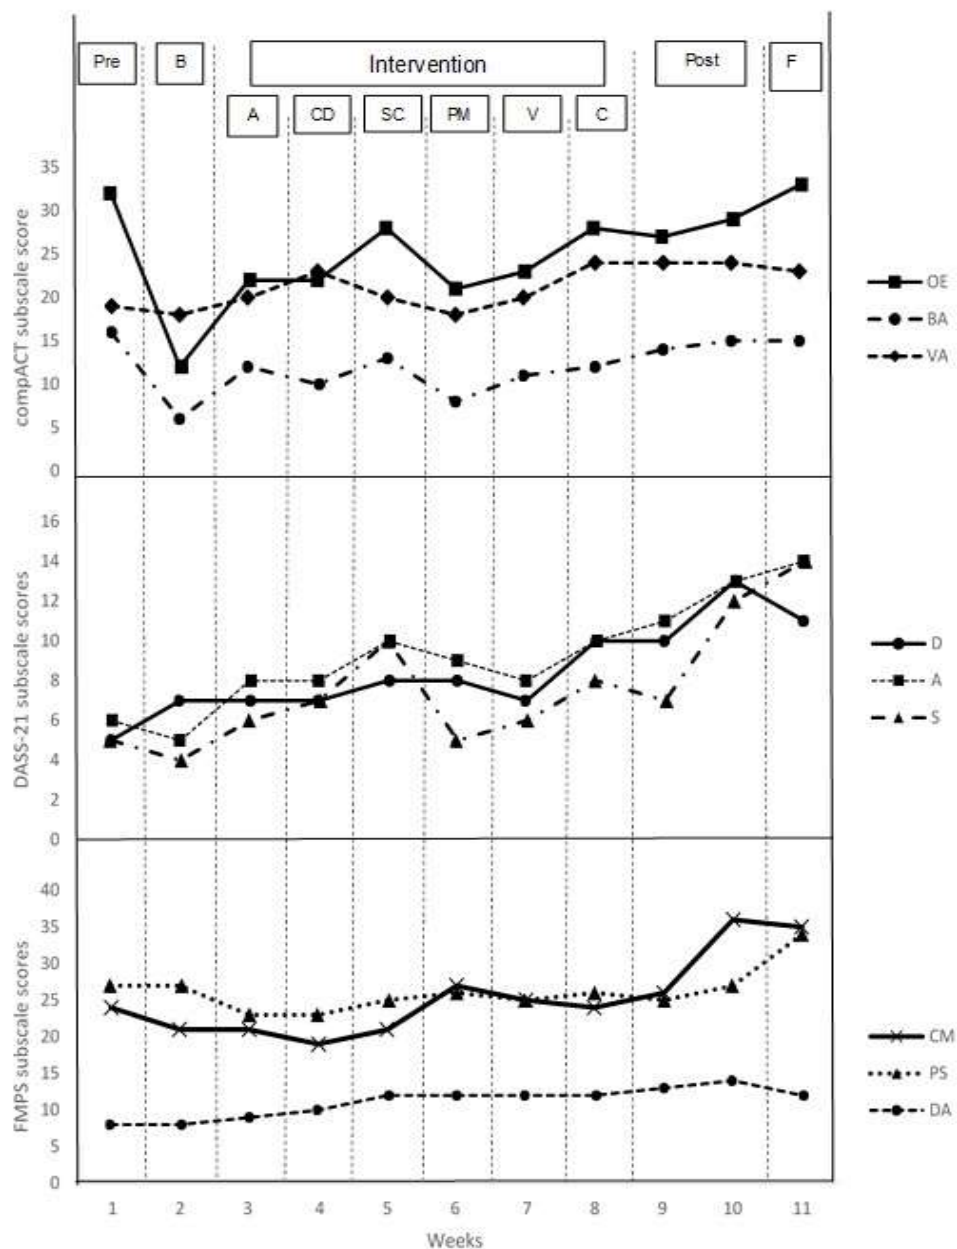 Pre B Intervention Post F
A CD SC PM V C
compACT subscale score
35
30
25
20
15
10
5
0
OE
BA
VA
DASS-21 subscale scores
16
14
12
10
8
6
4
2
0
D
A
S
FMPS subscale scores
40
35
30
25
20
15
10
5
0
CM
PS
DA
1 2 3 4 5 6 7 8 9 10 11
Weeks